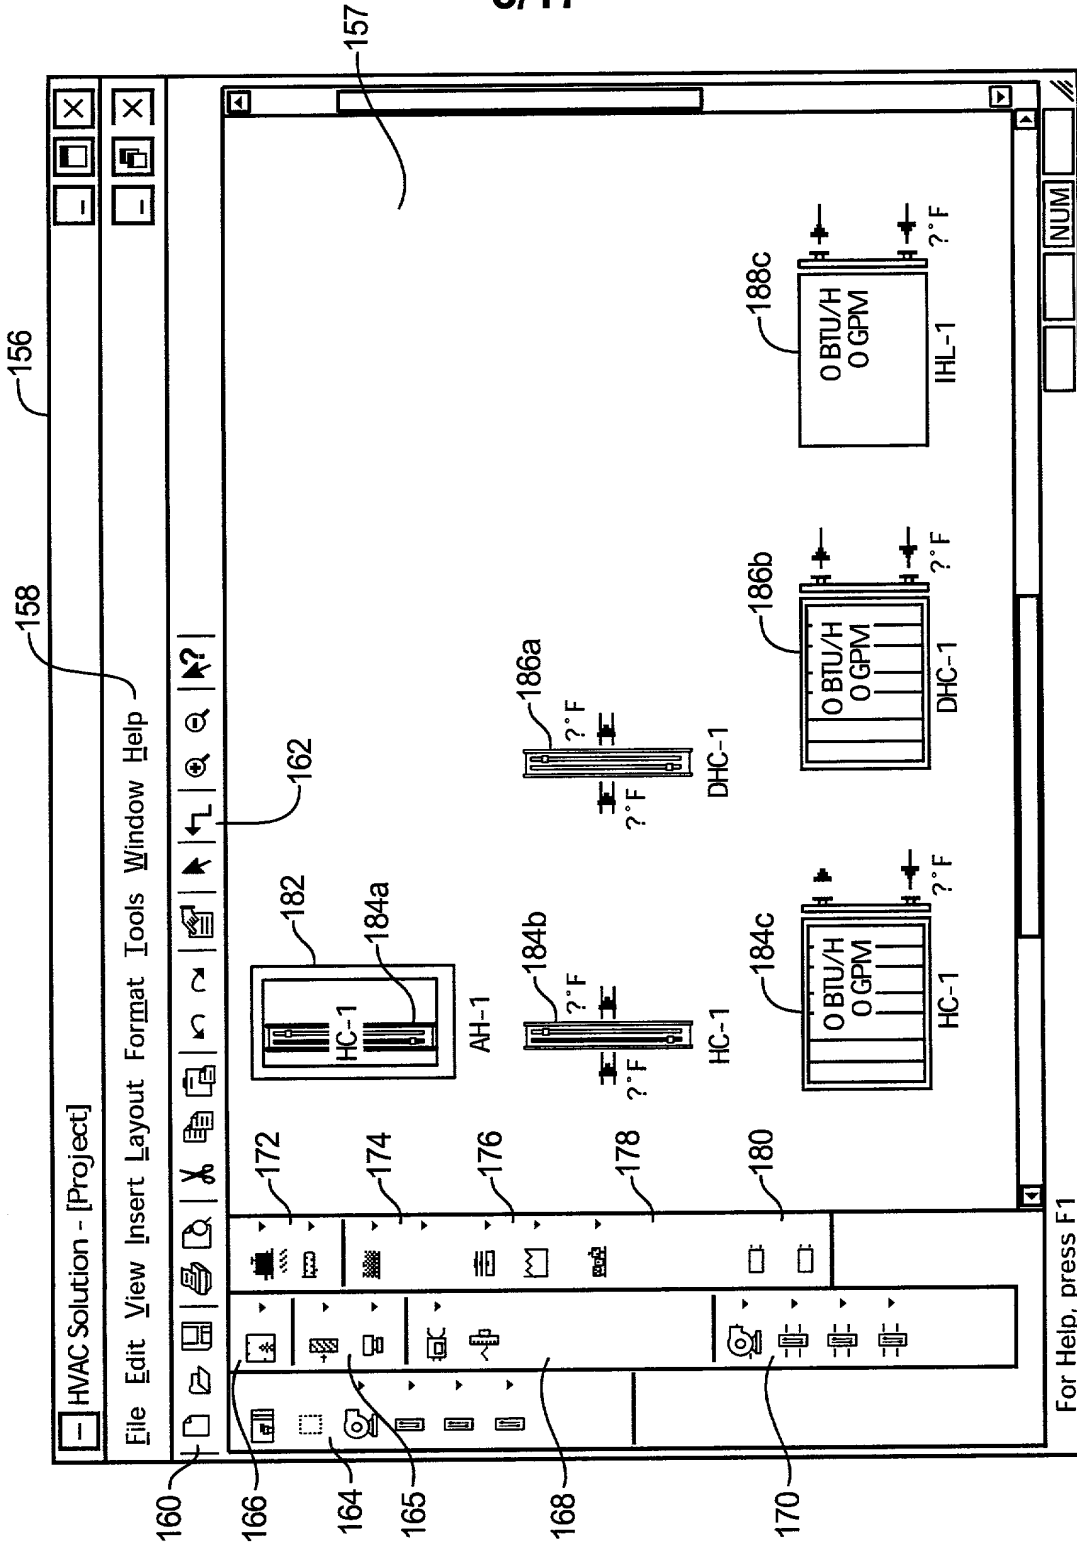 156
HVAC Solution - [Project]
158
File Edit View Insert Layout Format Tools Window Help
160
162
157
166
164
165
168
170
172
174
176
178
180
182
184a
HC-1
AH-1
184b
?°F
?°F
HC-1
186a
?°F
?°F
DHC-1
184c
0 BTU/H
0 GPM
?°F
HC-1
186b
0 BTU/H
0 GPM
?°F
DHC-1
188c
0 BTU/H
0 GPM
?°F
IHL-1
For Help, press F1
NUM